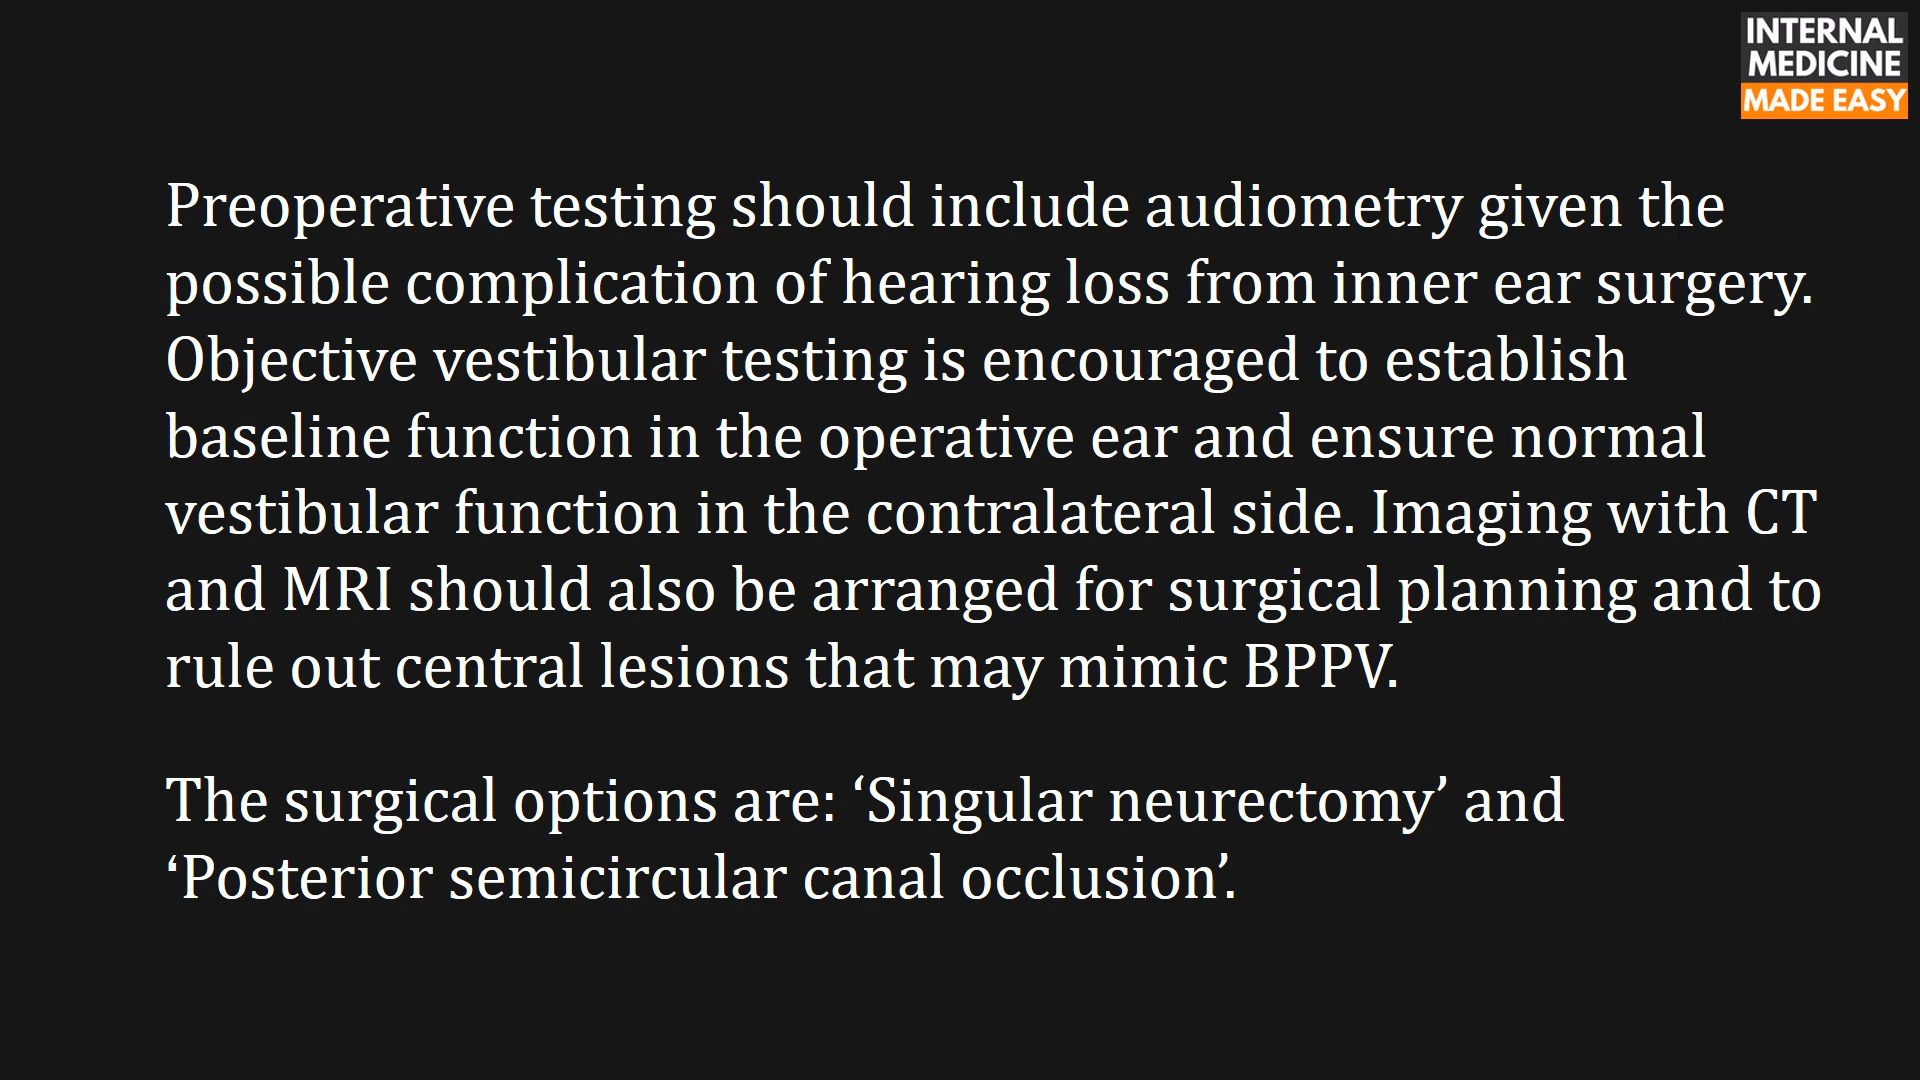 INTERNAL
MEDICINE
MADE EASY
Preoperative testing should include audiometry given the
possible complication of hearing loss from inner ear surgery.
Objective vestibular testing is encouraged to establish
baseline function in the operative ear and ensure normal
vestibular function in the contralateral side. Imaging with CT
and MRI should also be arranged for surgical planning and to
rule out central lesions that may mimic BPPV.
The surgical options are: ‘Singular neurectomy’ and
‘Posterior semicircular canal occlusion’.